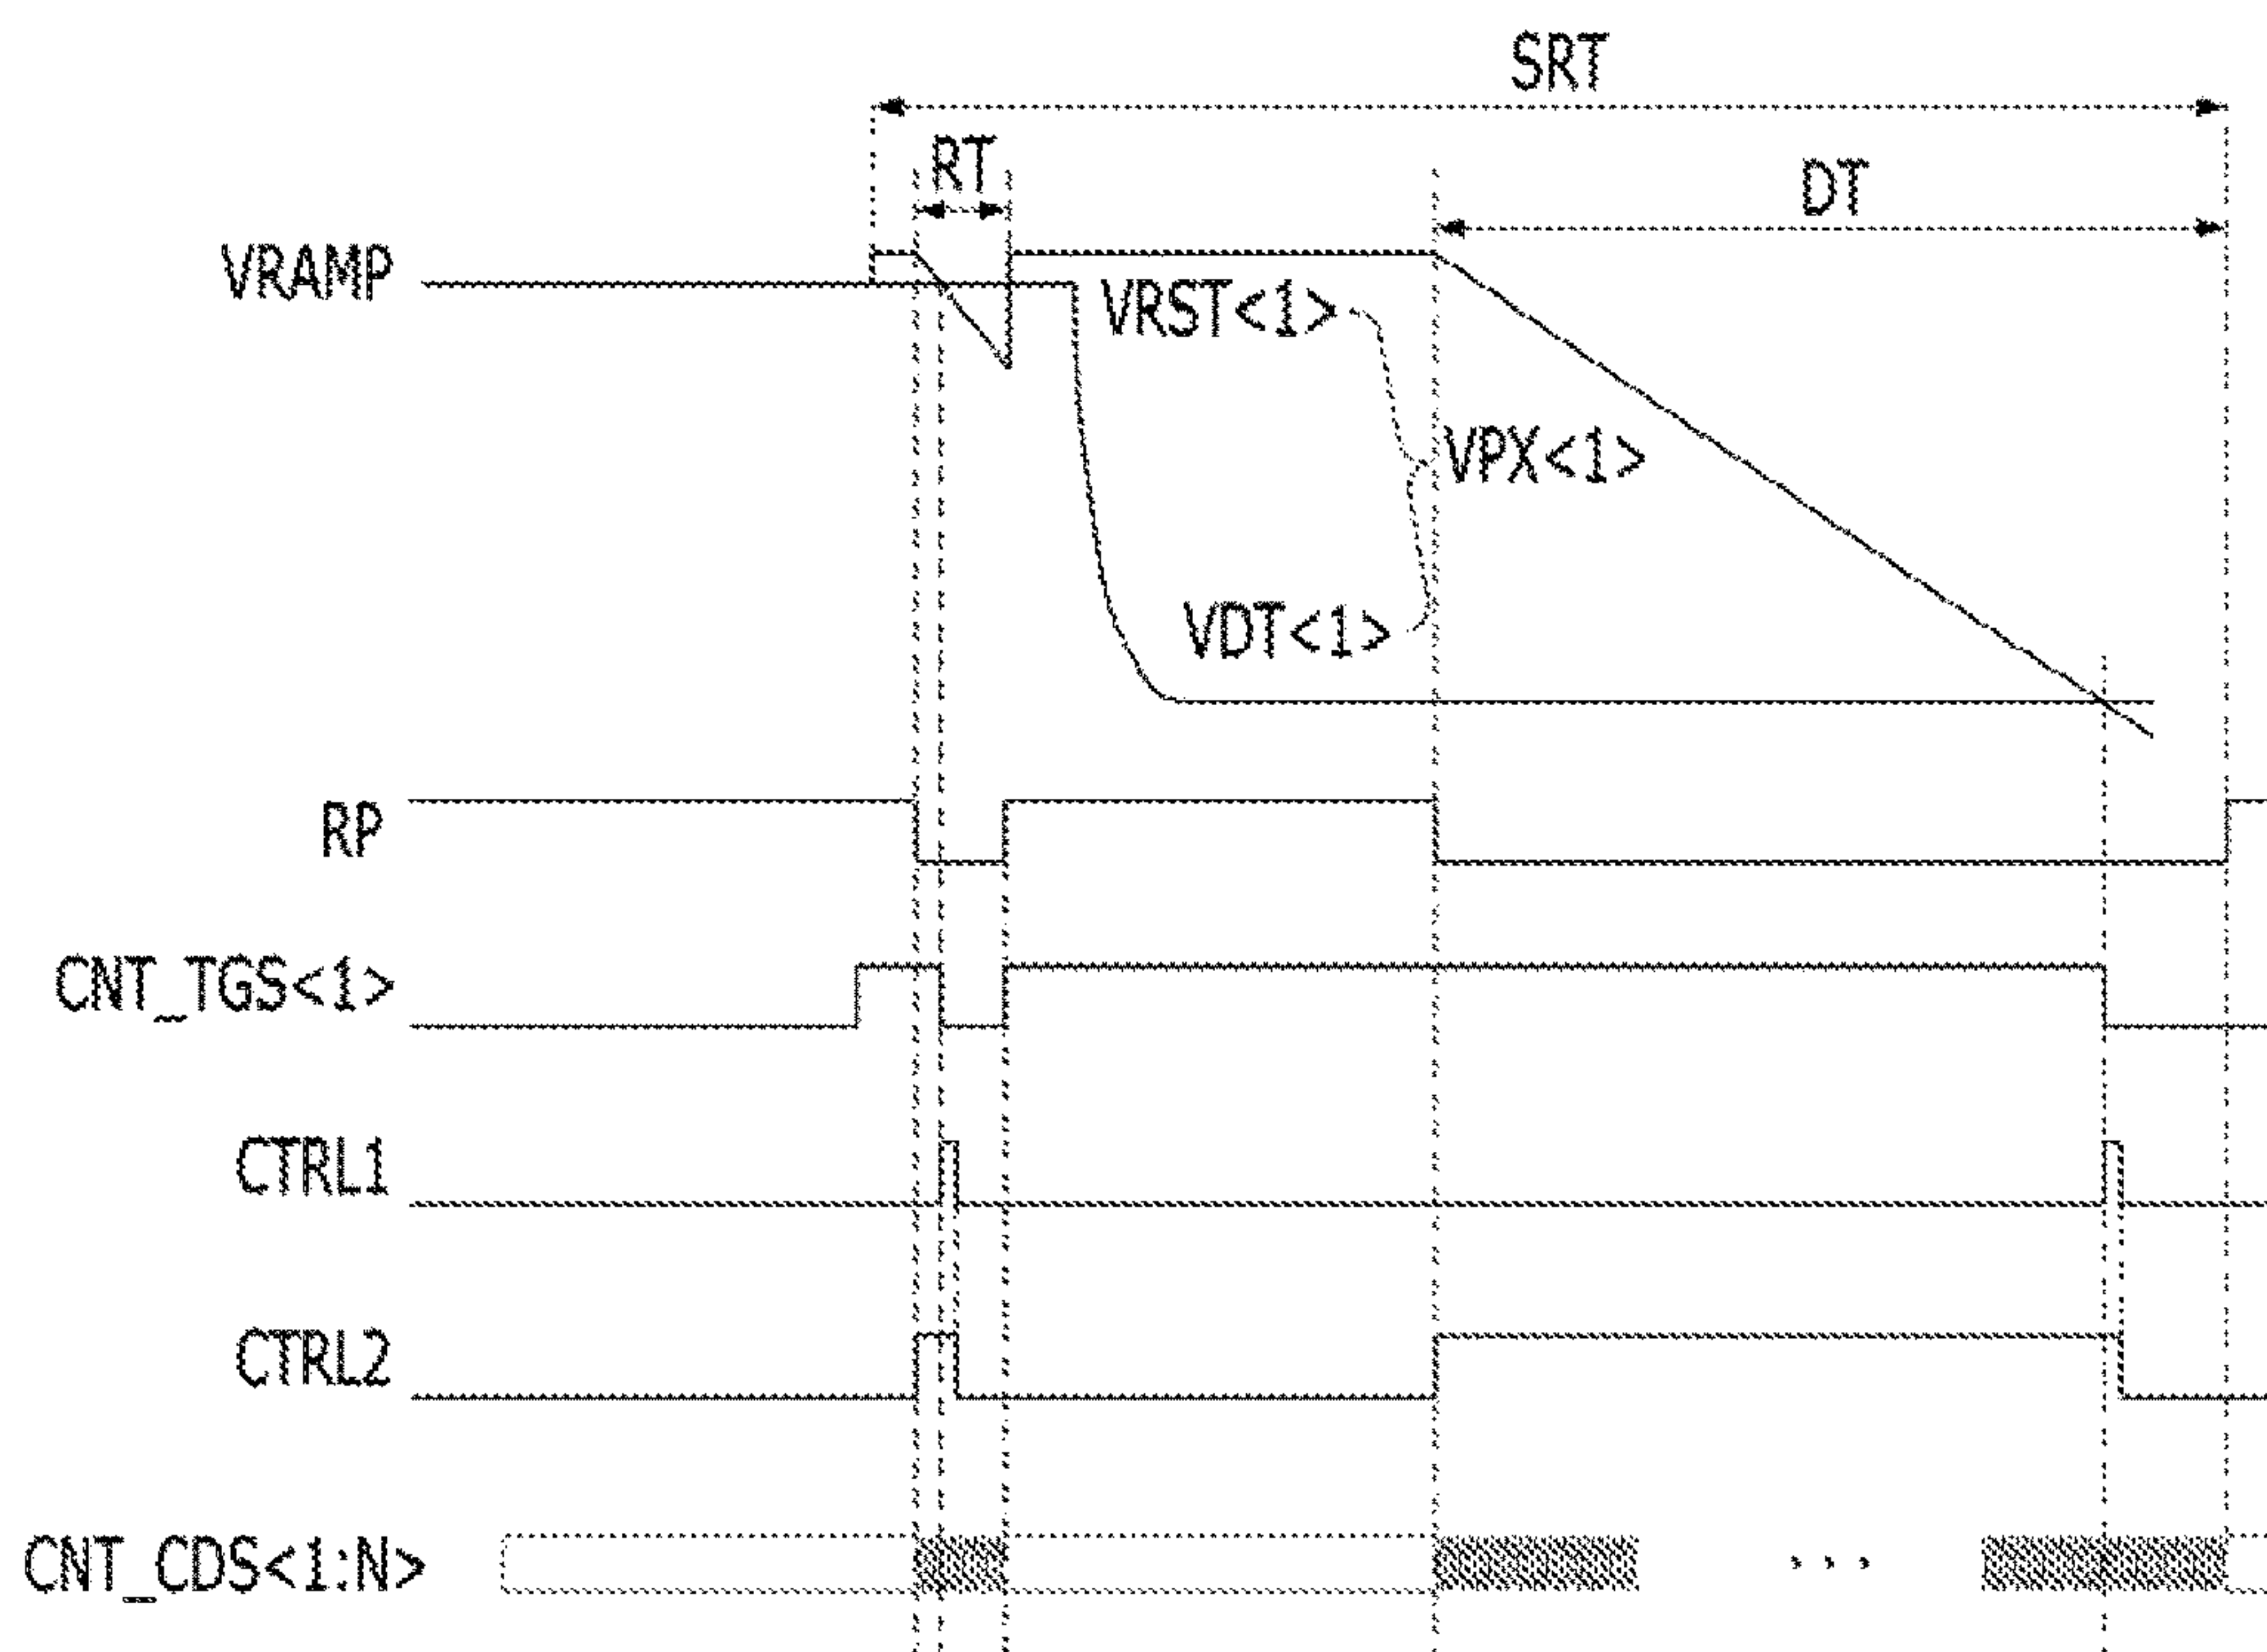 SRT
RT
DT
VRAMP
VRST<1>
VPX<1>
VDT<1>
RP
CNT_TGS<1>
CTRL1
CTRL2
CNT_CDS<1:N>
...